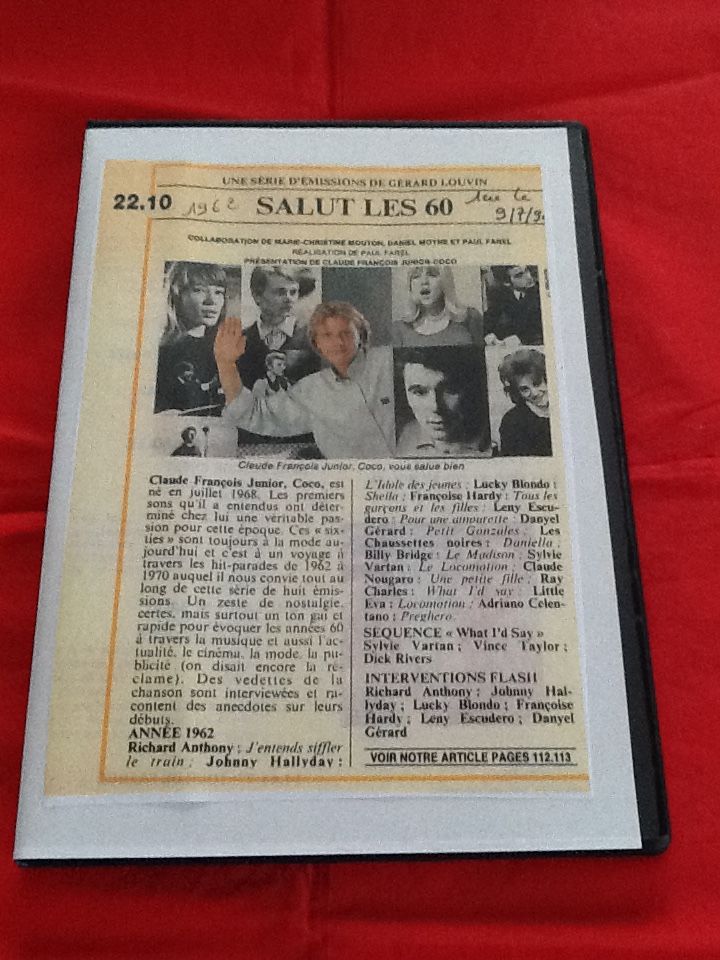 UNE SÉRIE D'ÉMISSIONS DE GÉRARD LOUVIN
22.10 1962 SALUT LES 60 1ère le
9/7/9
COLLABORATION DE MARIE-CHRISTINE MOUTON, DANIEL MOTHE ET PAUL FAREL
RÉALISATION DE PAUL FAREL
PRÉSENTATION DE CLAUDE FRANÇOIS JUNIOR-COCO
Claude François Junior, Coco, vous salue bien
Claude François Junior, Coco, est
né en juillet 1968. Les premiers
sons qu'il a entendus ont déter-
miné chez lui une véritable pas-
sion pour cette époque. Ces « six-
ties » sont toujours à la mode au-
jourd'hui et c'est à un voyage à
travers les hit-parades de 1962 à
1970 auquel il nous convie tout au
long de cette série de huit émis-
sions. Un zeste de nostalgie,
certes, mais surtout un ton gai et
rapide pour évoquer les années 60
à travers la musique et aussi l'ac-
tualité, le cinéma, la mode, la pu-
blicité (on disait encore la ré-
clame). Des vedettes de la
chanson sont interviewées et ra-
content des anecdotes sur leurs
débuts.
ANNÉE 1962
Richard Anthony : J'entends siffler
le train ; Johnny Hallyday :
L'Idole des jeunes ; Lucky Blondo :
Sheila ; Françoise Hardy : Tous les
garçons et les filles ; Leny Escu-
dero : Pour une amourette ; Danyel
Gérard : Petit Gonzales ; Les
Chaussettes noires : Daniella ;
Billy Bridge : Le Madison ; Sylvie
Vartan : Le Locomotion ; Claude
Nougaro : Une petite fille ; Ray
Charles : What I'd say ; Little
Eva : Locomotion ; Adriano Celen-
tano : Preghero.
SÉQUENCE « What I'd Say »
Sylvie Vartan ; Vince Taylor ;
Dick Rivers
INTERVENTIONS FLASH
Richard Anthony ; Johnny Hal-
lyday ; Lucky Blondo ; Françoise
Hardy ; Leny Escudero ; Danyel
Gérard
VOIR NOTRE ARTICLE PAGES 112.113